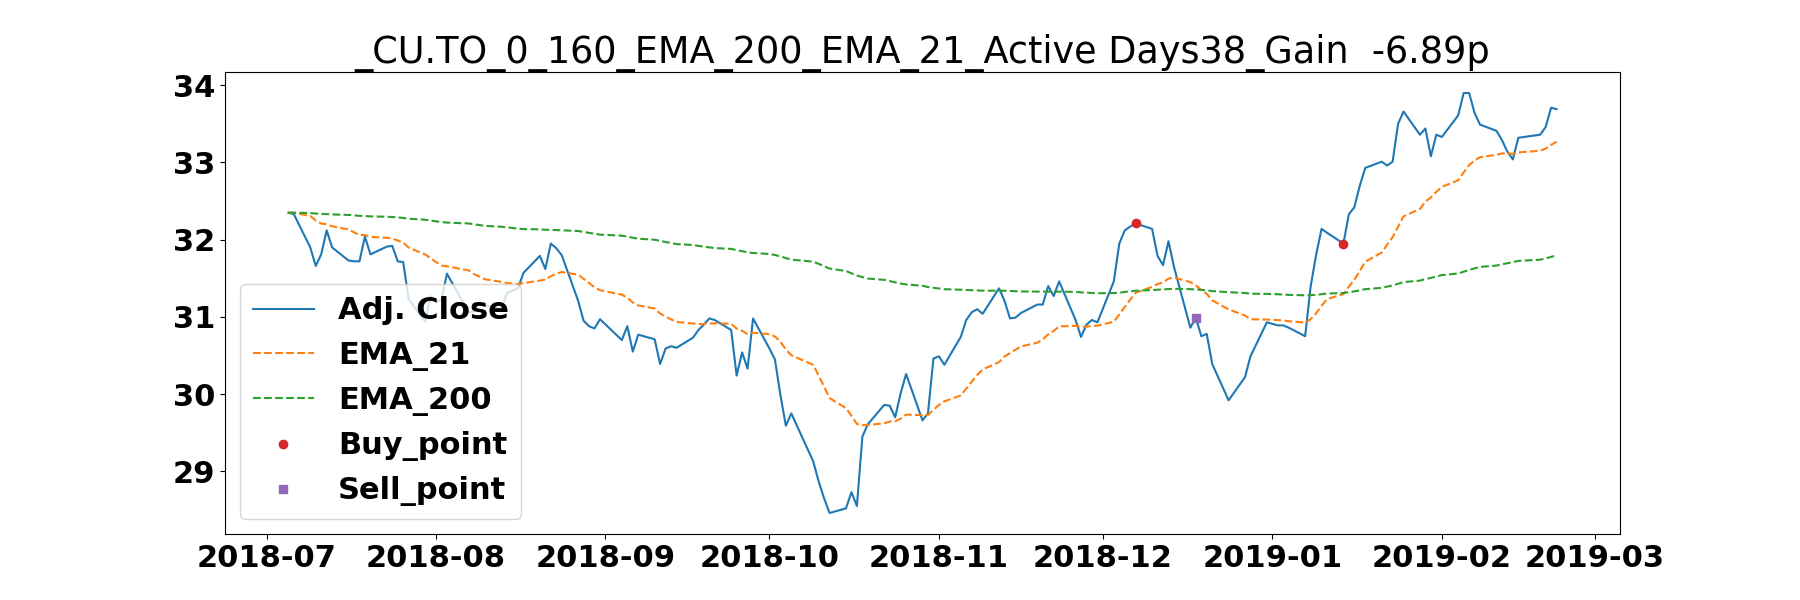 _CU.TO_0_160_EMA_200_EMA_21_Active Days38_Gain  -6.89p
34
33
32
31
30
29
Adj. Close
EMA_21
EMA_200
Buy_point
Sell_point
2018-07 2018-08 2018-09 2018-10 2018-11 2018-12 2019-01 2019-02 2019-03